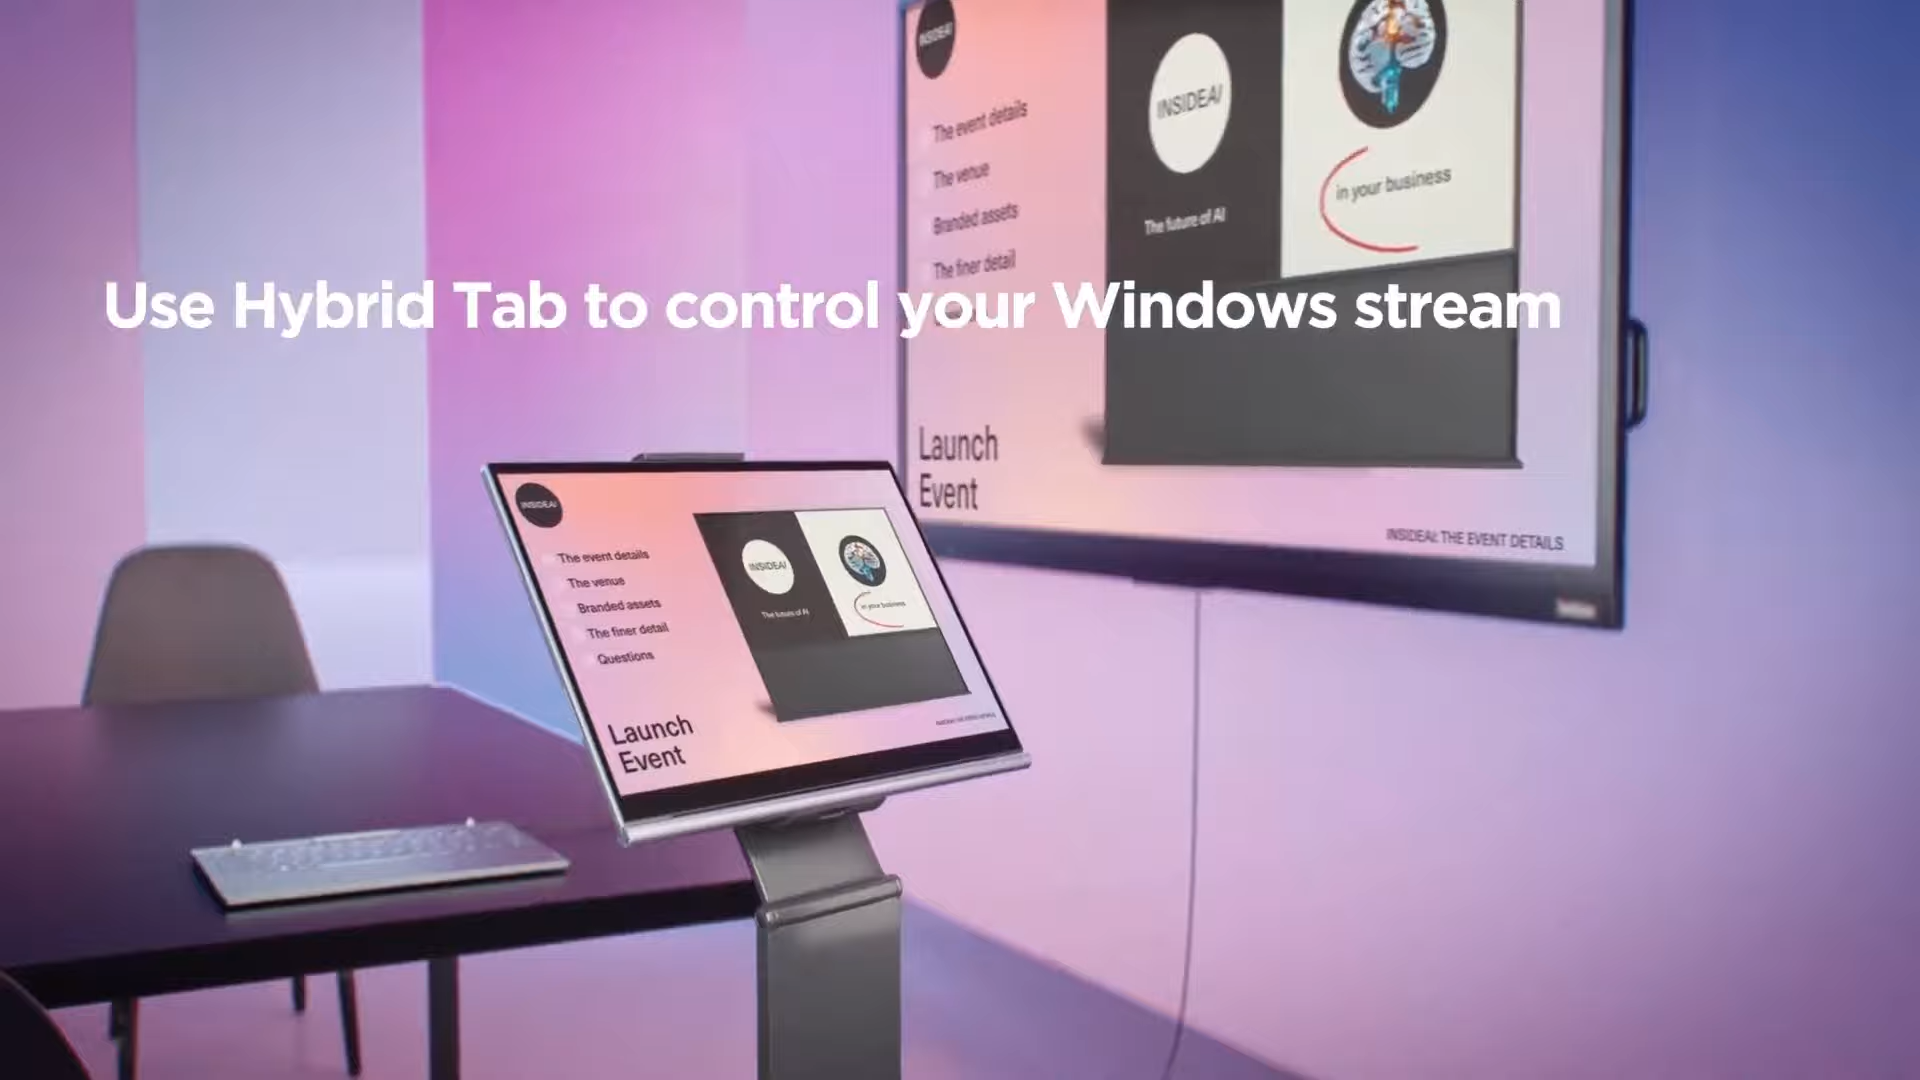 INSIDEAI
The event details
The venue
Branded assets
The finer detail
INSIDEAI
The future of AI
in your business
Launch
Event
INSIDEAI: THE EVENT DETAILS
Use Hybrid Tab to control your Windows stream
INSIDEAI
The event details
The venue
Branded assets
The finer detail
Questions
INSIDEAI
The future of AI
in your business
Launch
Event